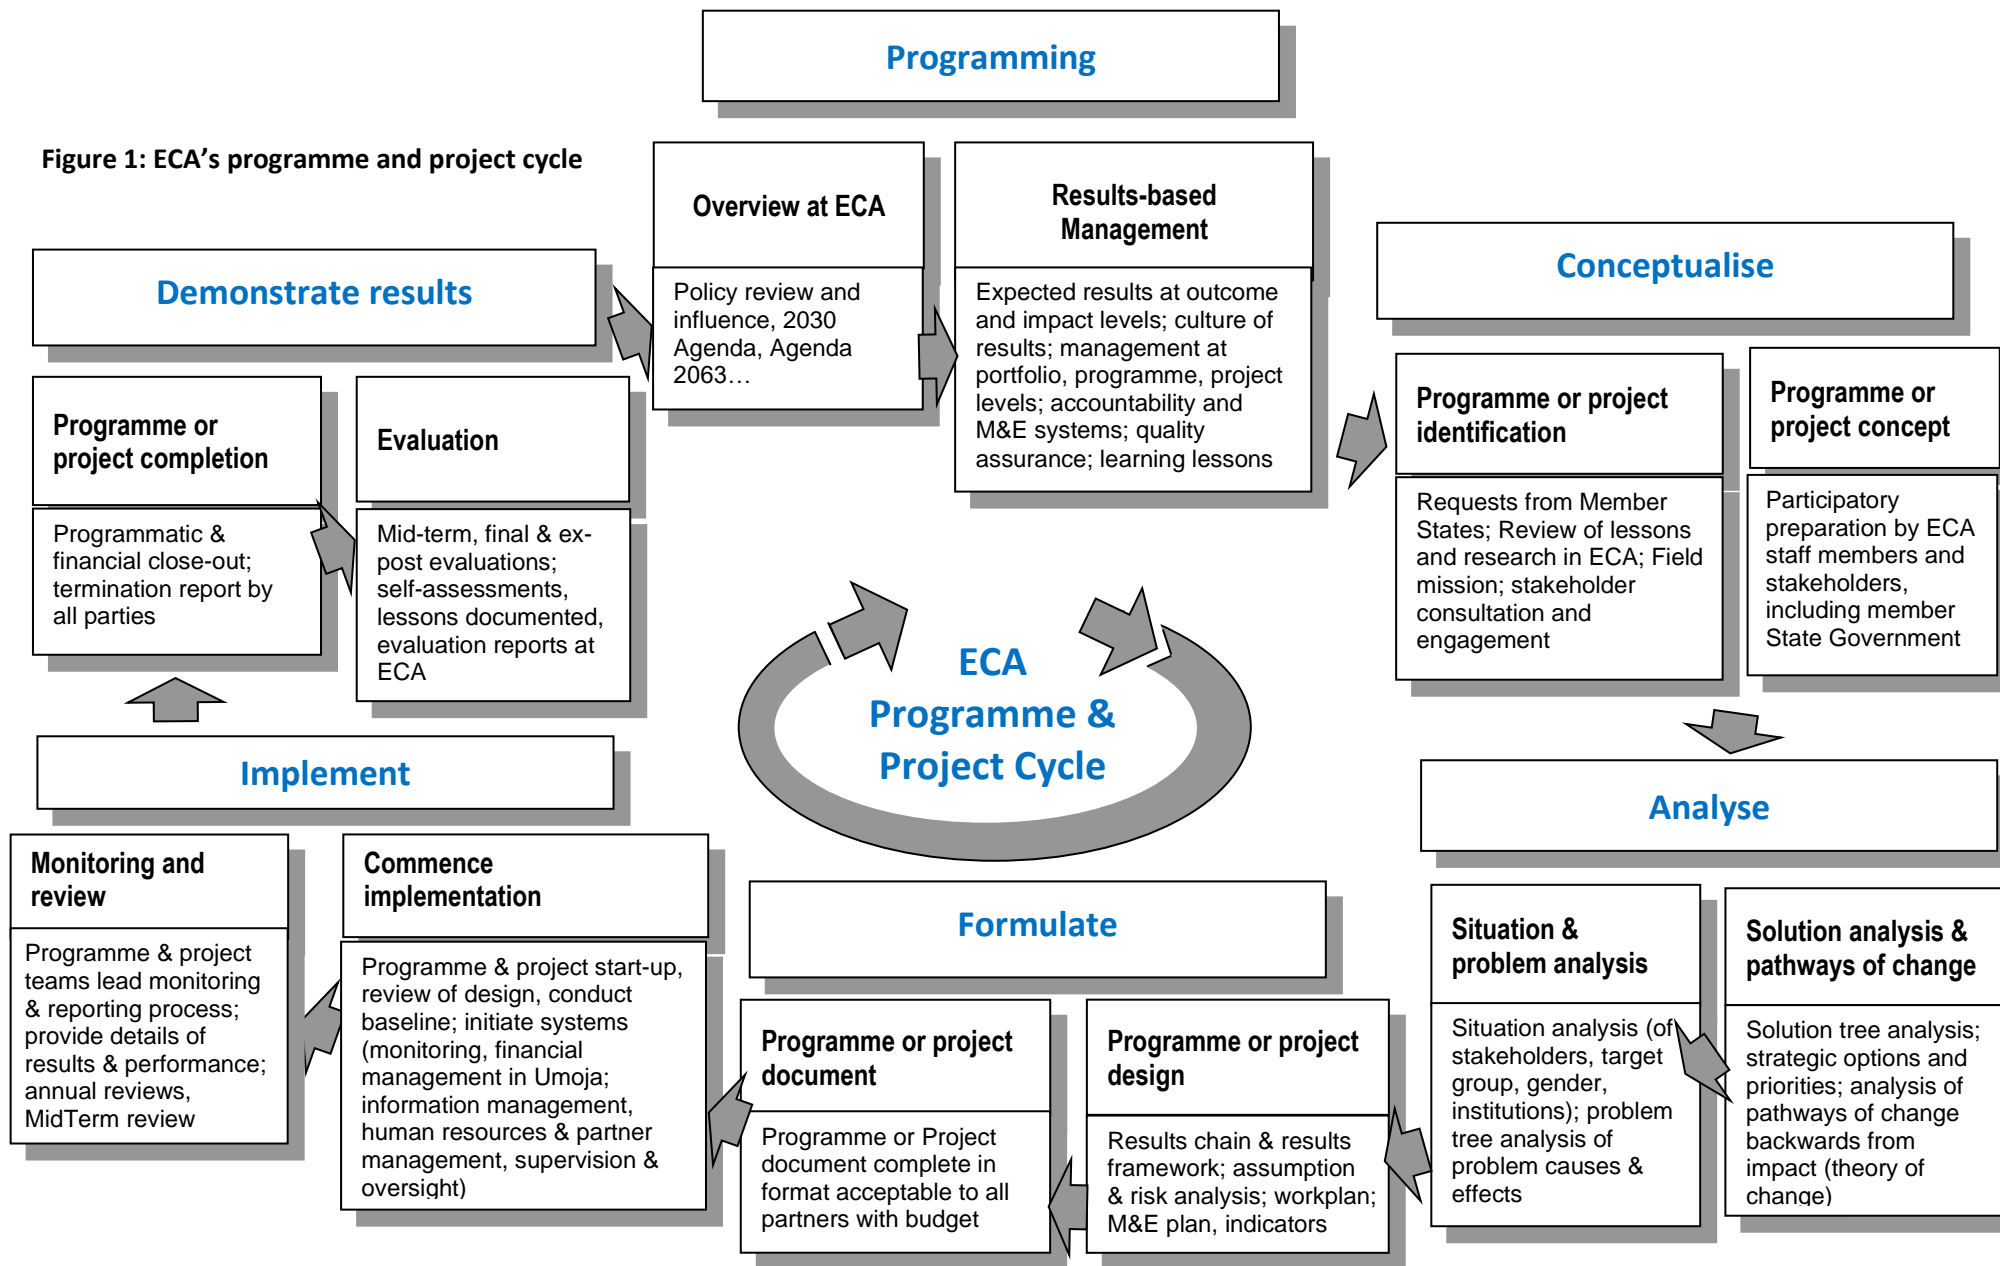 Programming
Figure 1: ECA’s programme and project cycle
Overview at ECA
Policy review and
influence, 2030
Agenda, Agenda
2063…
Results-based
Management
Expected results at outcome
and impact levels; culture of
results; management at
portfolio, programme, project
levels; accountability and
M&E systems; quality
assurance; learning lessons
Conceptualise
Programme or project
identification
Requests from Member
States; Review of lessons
and research in ECA; Field
mission; stakeholder
consultation and
engagement
Programme or
project concept
Participatory
preparation by ECA
staff members and
stakeholders,
including member
State Government
Demonstrate results
Programme or
project completion
Programmatic &
financial close-out;
termination report by
all parties
Evaluation
Mid-term, final & ex-
post evaluations;
self-assessments,
lessons documented,
evaluation reports at
ECA
ECA
Programme &
Project Cycle
Analyse
Situation &
problem analysis
Situation analysis (of
stakeholders, target
group, gender,
institutions); problem
tree analysis of
problem causes &
effects
Solution analysis &
pathways of change
Solution tree analysis;
strategic options and
priorities; analysis of
pathways of change
backwards from
impact (theory of
change)
Implement
Monitoring and
review
Programme & project
teams lead monitoring
& reporting process;
provide details of
results & performance;
annual reviews,
MidTerm review
Commence
implementation
Programme & project start-up,
review of design, conduct
baseline; initiate systems
(monitoring, financial
management in Umoja;
information management,
human resources & partner
management, supervision &
oversight)
Formulate
Programme or project
document
Programme or Project
document complete in
format acceptable to all
partners with budget
Programme or project
design
Results chain & results
framework; assumption
& risk analysis; workplan;
M&E plan, indicators